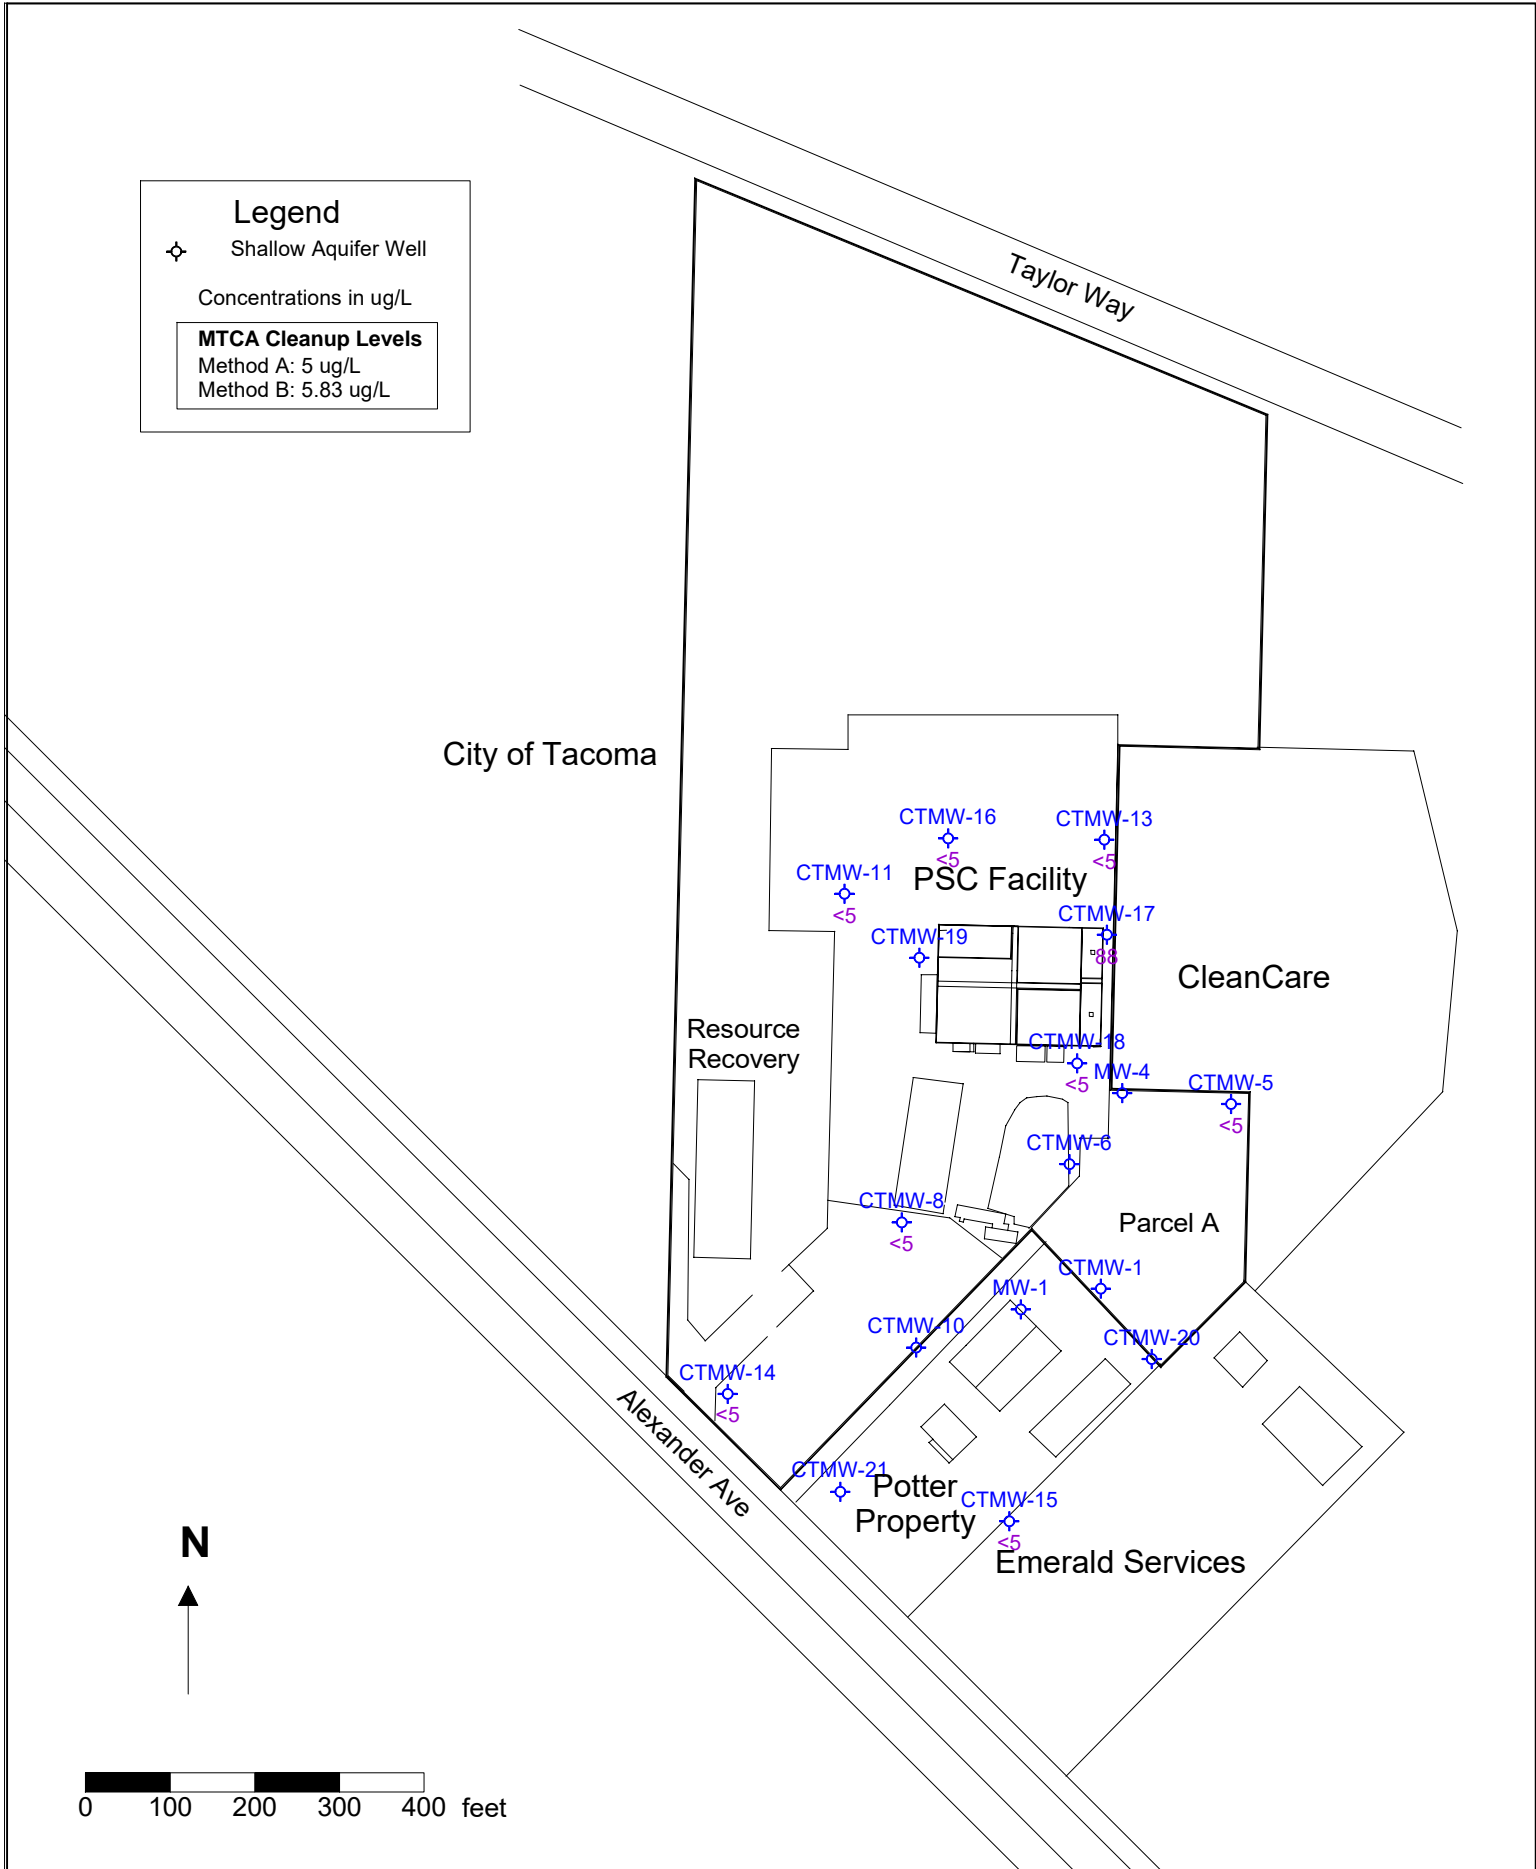 Legend
Shallow Aquifer Well
Concentrations in ug/L
MTCA Cleanup Levels
Method A: 5 ug/L
Method B: 5.83 ug/L
Taylor Way
City of Tacoma
CTMW-16
<5
CTMW-13
<5
CTMW-11
<5
PSC Facility
CTMW-17
88
CTMW-19
CleanCare
Resource
Recovery
CTMW-18
<5
MW-4
CTMW-5
<5
CTMW-6
CTMW-8
<5
Parcel A
CTMW-1
MW-1
CTMW-10
CTMW-20
CTMW-14
<5
Alexander Ave
CTMW-21
Potter
Property
CTMW-15
<5
Emerald Services
N
0 100 200 300 400 feet